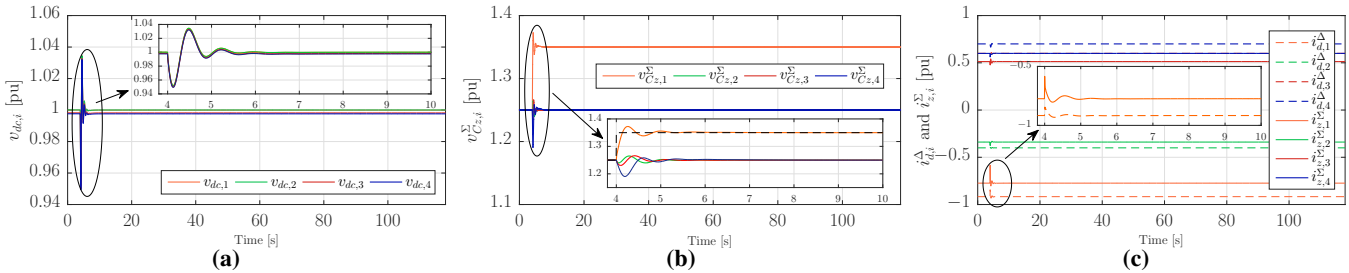 v_{dc,i} [pu]
1.06
1.04
1.02
1
0.98
0.96
0.94
0 20 40 60 80 100
Time [s]
1.04
1.02
1
0.98
0.96
0.94
4 5 6 7 8 9 10
v_{dc,1} v_{dc,2} v_{dc,3} v_{dc,4}
(a)
v^Σ_{Cz,i} [pu]
1.4
1.3
1.2
1.1
0 20 40 60 80 100
Time [s]
v^Σ_{Cz,1} v^Σ_{Cz,2} v^Σ_{Cz,3} v^Σ_{Cz,4}
1.4
1.3
1.2
4 5 6 7 8 9 10
(b)
i^Δ_{d,i} and i^Σ_{z,i} [pu]
1
0.5
0
−0.5
−1
0 20 40 60 80 100
Time [s]
−0.5
−1
4 5 6 7 8 9 10
i^Δ_{d,1}
i^Δ_{d,2}
i^Δ_{d,3}
i^Δ_{d,4}
i^Σ_{z,1}
i^Σ_{z,2}
i^Σ_{z,3}
i^Σ_{z,4}
(c)